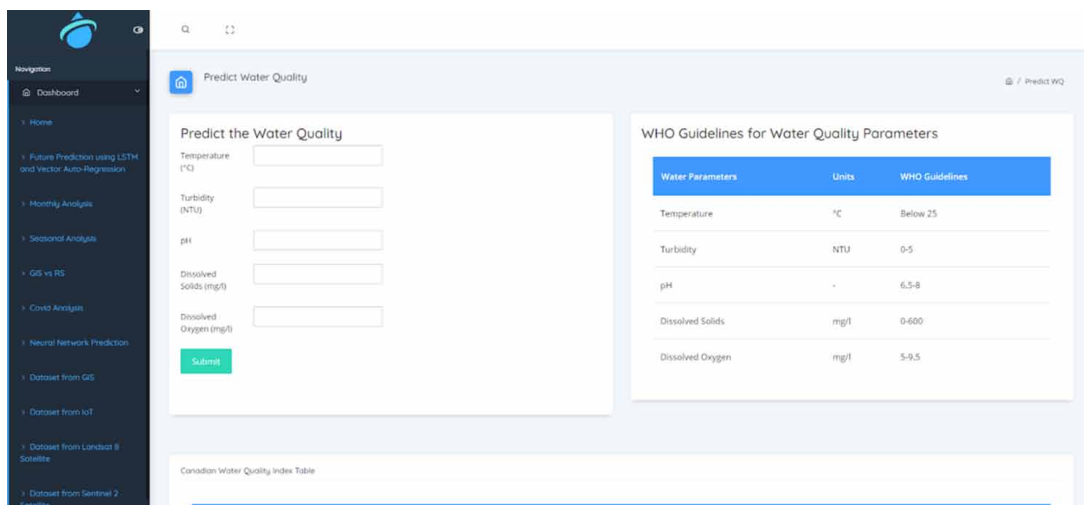 Navigation
Dashboard
> Home
> Future Prediction using LSTM
and Vector Auto-Regression
> Monthly Analysis
> Seasonal Analysis
> GIS vs RS
> Covid Analysis
> Neural Network Prediction
> Dataset from GIS
> Dataset from IoT
> Dataset from Landsat 8
Satellite
> Dataset from Sentinel 2
Satellite
Predict Water Quality
/ Predict WQ
Predict the Water Quality
Temperature
(°C)
Turbidity
(NTU)
pH
Dissolved
Solids (mg/l)
Dissolved
Oxygen (mg/l)
Submit
WHO Guidelines for Water Quality Parameters
Water Parameters Units WHO Guidelines
Temperature °C Below 25
Turbidity NTU 0-5
pH - 6.5-8
Dissolved Solids mg/l 0-600
Dissolved Oxygen mg/l 5-9.5
Canadian Water Quality Index Table